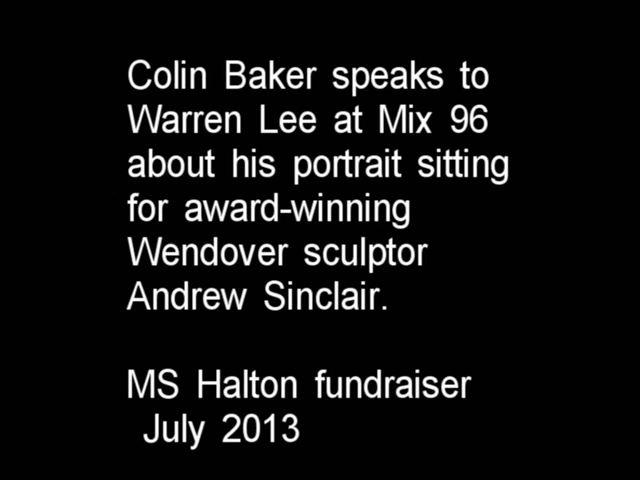 Colin Baker speaks to
Warren Lee at Mix 96
about his portrait sitting
for award-winning
Wendover sculptor
Andrew Sinclair.
MS Halton fundraiser
July 2013